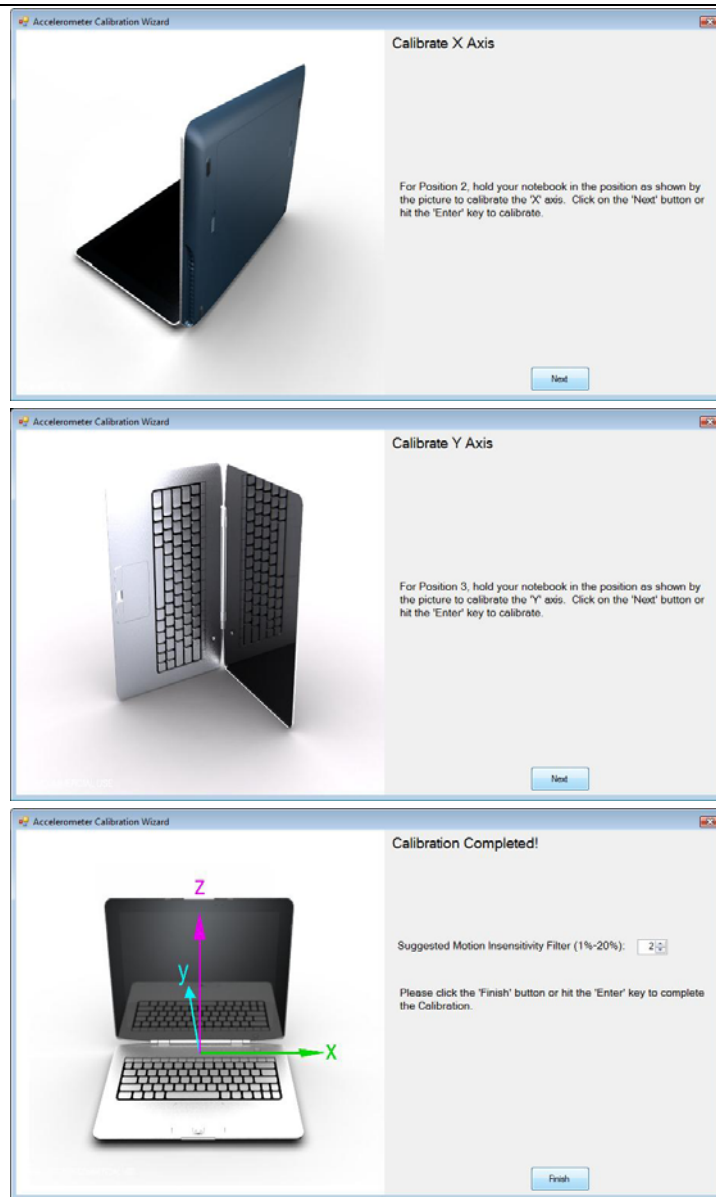 Accelerometer Calibration Wizard
Calibrate X Axis
For Position 2, hold your notebook in the position as shown by
the picture to calibrate the 'X' axis. Click on the 'Next' button or
hit the 'Enter' key to calibrate.
Next
Accelerometer Calibration Wizard
Calibrate Y Axis
For Position 3, hold your notebook in the position as shown by
the picture to calibrate the 'Y' axis. Click on the 'Next' button or
hit the 'Enter' key to calibrate.
Next
Accelerometer Calibration Wizard
Calibration Completed!
Z
y
X
Suggested Motion Insensitivity Filter (1%-20%): 2
Please click the 'Finish' button or hit the 'Enter' key to complete
the Calibration.
Finish